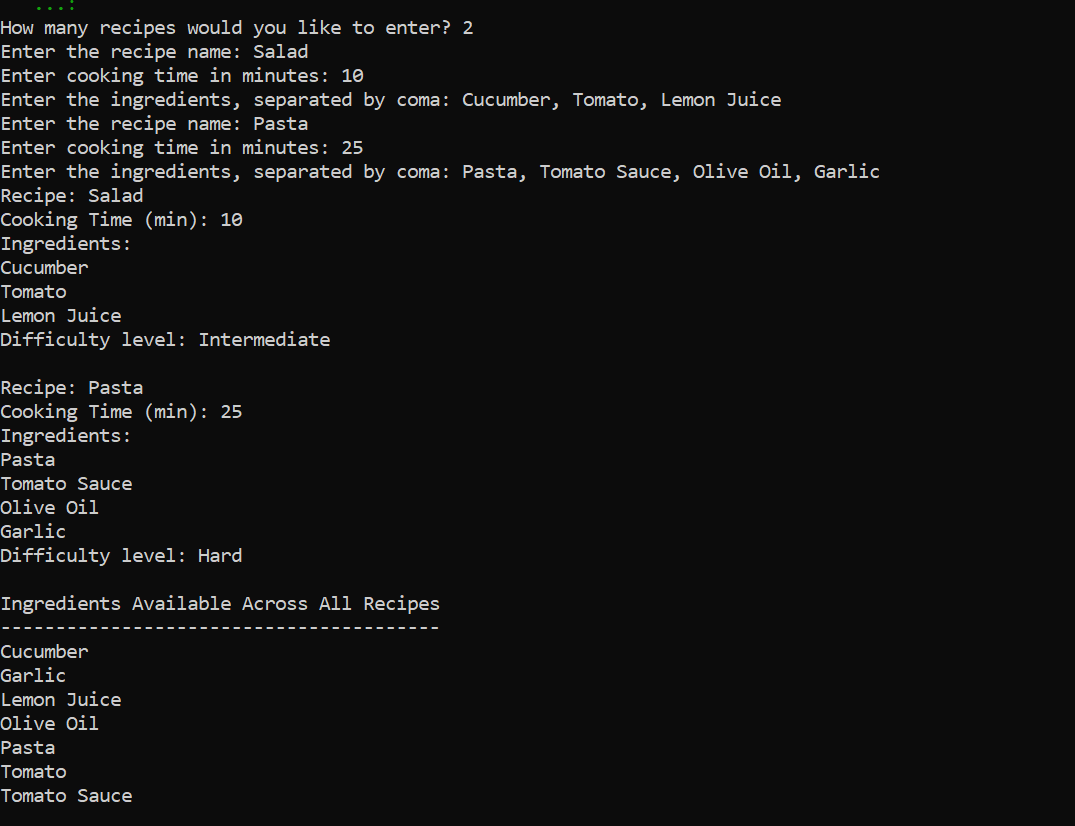 ...:
How many recipes would you like to enter? 2
Enter the recipe name: Salad
Enter cooking time in minutes: 10
Enter the ingredients, separated by coma: Cucumber, Tomato, Lemon Juice
Enter the recipe name: Pasta
Enter cooking time in minutes: 25
Enter the ingredients, separated by coma: Pasta, Tomato Sauce, Olive Oil, Garlic
Recipe: Salad
Cooking Time (min): 10
Ingredients:
Cucumber
Tomato
Lemon Juice
Difficulty level: Intermediate

Recipe: Pasta
Cooking Time (min): 25
Ingredients:
Pasta
Tomato Sauce
Olive Oil
Garlic
Difficulty level: Hard

Ingredients Available Across All Recipes
----------------------------------------
Cucumber
Garlic
Lemon Juice
Olive Oil
Pasta
Tomato
Tomato Sauce